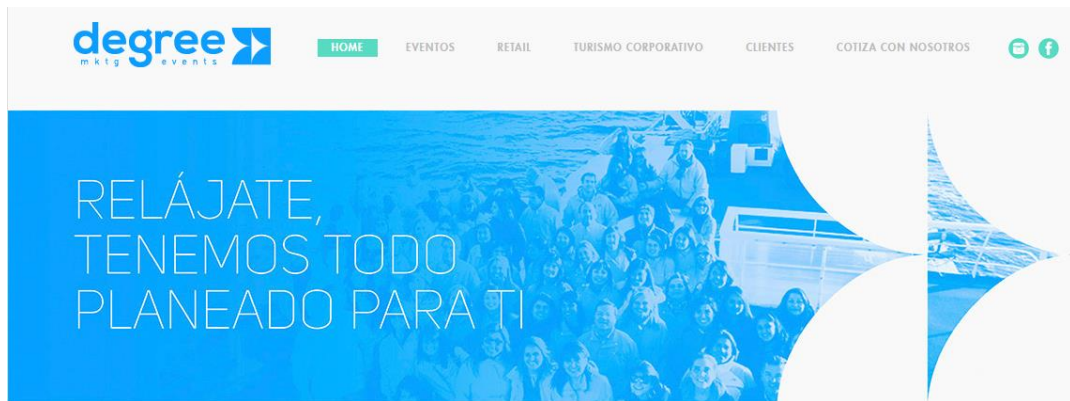 degree
mktg events
HOME EVENTOS RETAIL TURISMO CORPORATIVO CLIENTES COTIZA CON NOSOTROS
RELÁJATE,
TENEMOS TODO
PLANEADO PARA TI